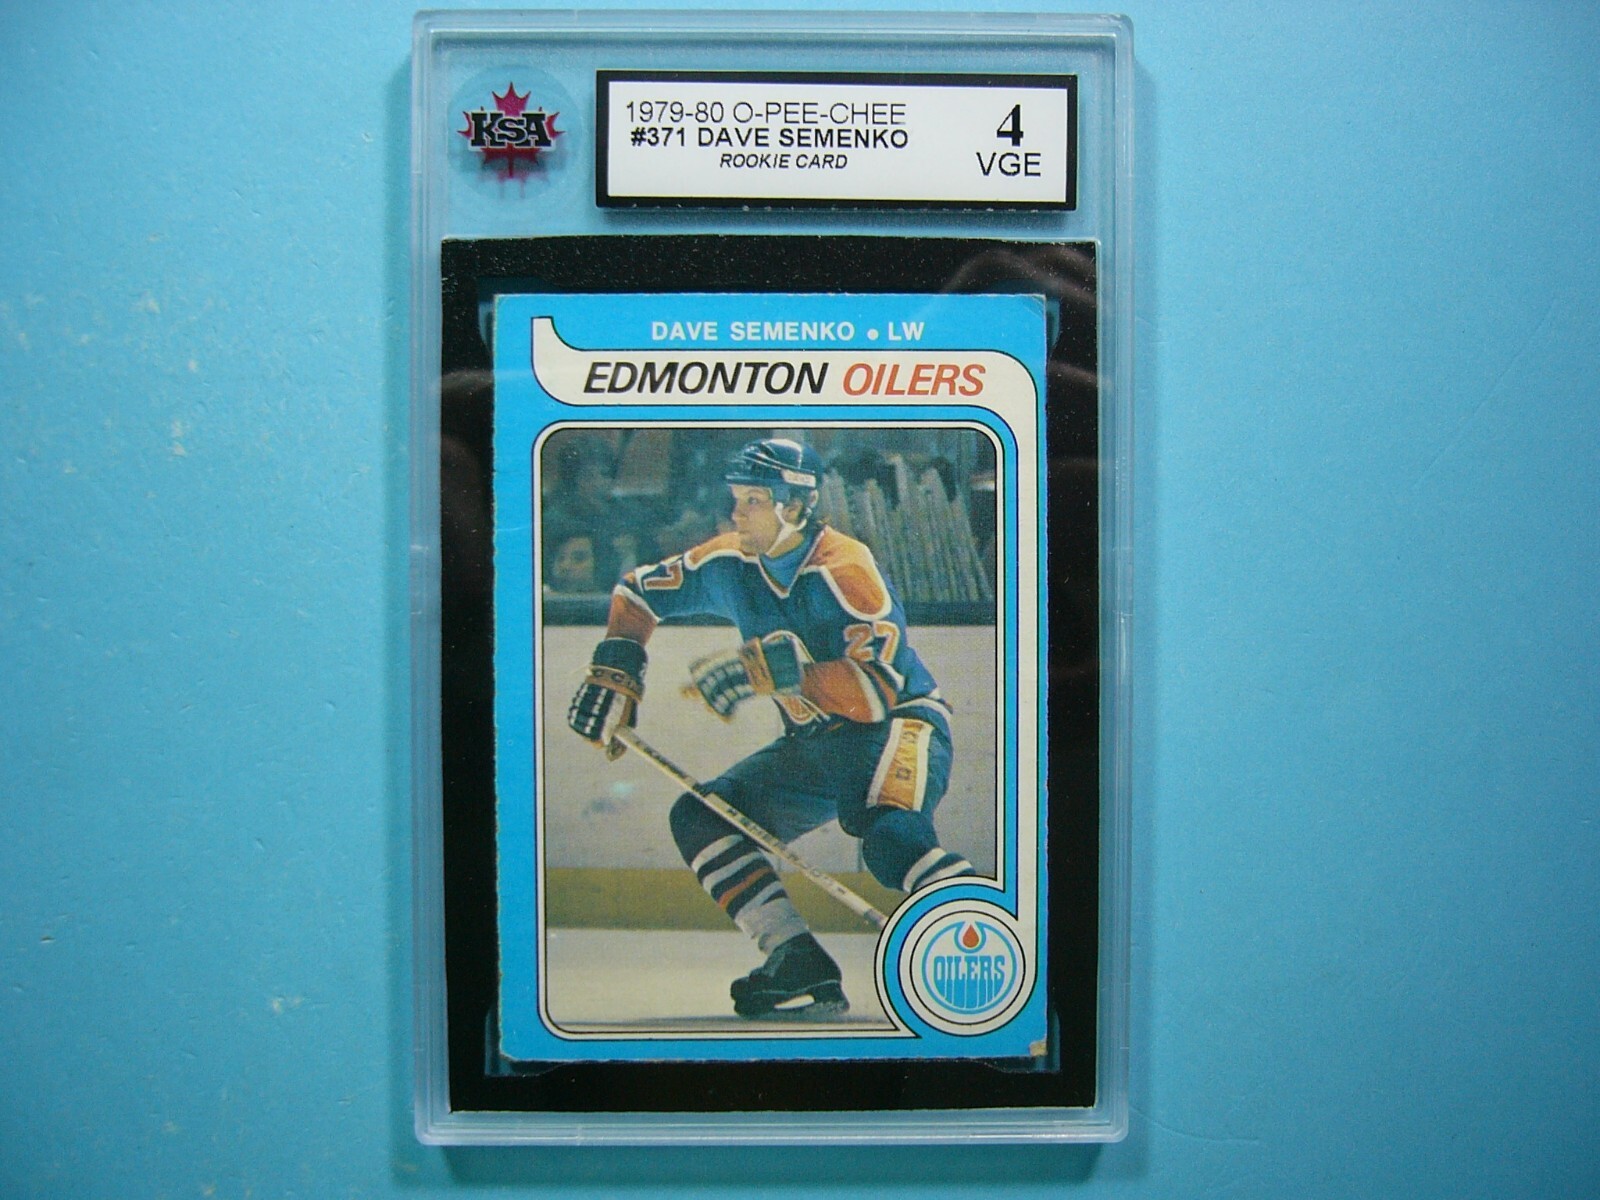 KSA
1979-80 O-PEE-CHEE
#371 DAVE SEMENKO
ROOKIE CARD
4
VGE
DAVE SEMENKO • LW
EDMONTON OILERS
7
27
OILERS